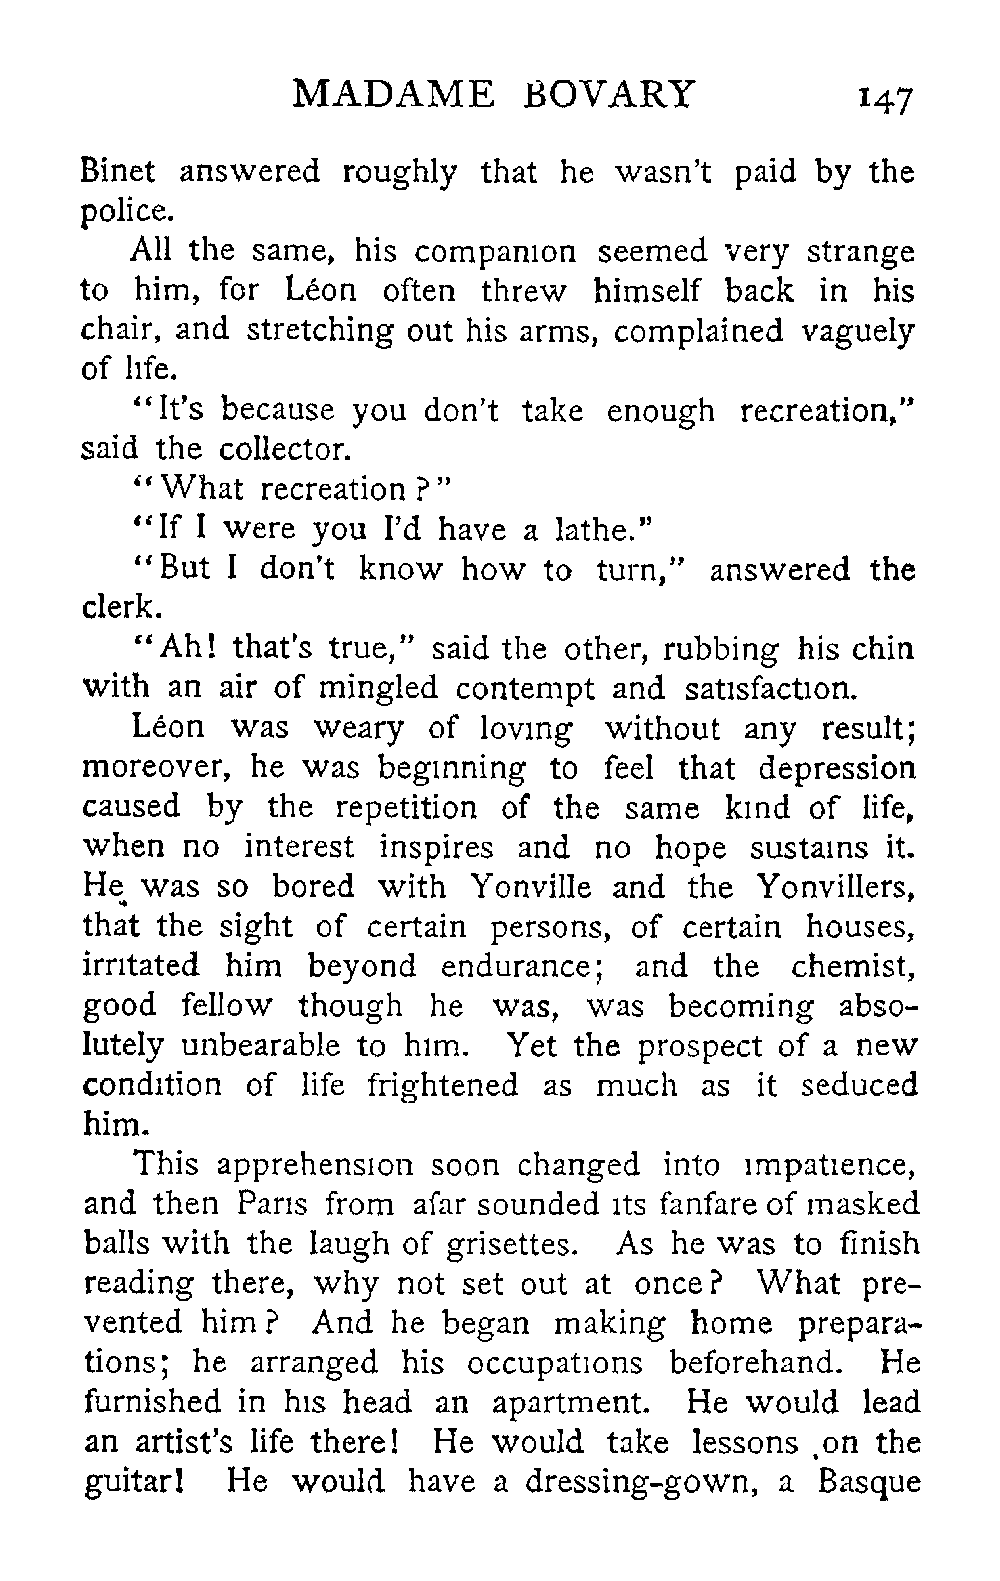 MADAME BOVARY 147
Binet answered roughly that he wasn't paid by the
police.
All the same, his companion seemed very strange
to him, for Léon often threw himself back in his
chair, and stretching out his arms, complained vaguely
of life.
"It's because you don't take enough recreation,"
said the collector.
"What recreation?"
"If I were you I'd have a lathe."
"But I don't know how to turn," answered the
clerk.
"Ah! that's true," said the other, rubbing his chin
with an air of mingled contempt and satisfaction.
Léon was weary of loving without any result;
moreover, he was beginning to feel that depression
caused by the repetition of the same kind of life,
when no interest inspires and no hope sustains it.
He was so bored with Yonville and the Yonvillers,
that the sight of certain persons, of certain houses,
irritated him beyond endurance; and the chemist,
good fellow though he was, was becoming abso-
lutely unbearable to him. Yet the prospect of a new
condition of life frightened as much as it seduced
him.
This apprehension soon changed into impatience,
and then Paris from afar sounded its fanfare of masked
balls with the laugh of grisettes. As he was to finish
reading there, why not set out at once? What pre-
vented him? And he began making home prepara-
tions; he arranged his occupations beforehand. He
furnished in his head an apartment. He would lead
an artist's life there! He would take lessons on the
guitar! He would have a dressing-gown, a Basque